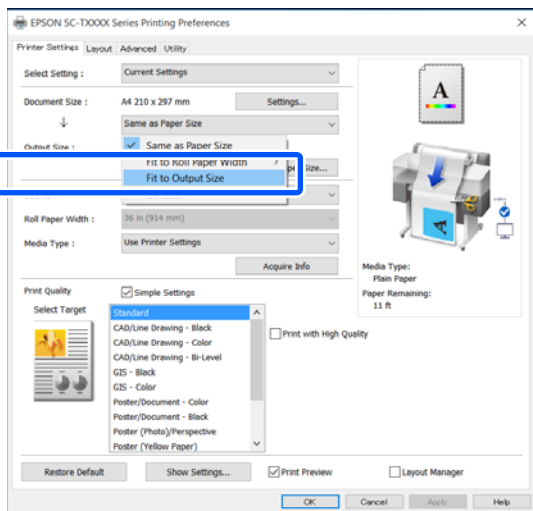 EPSON SC-TXXXX Series Printing Preferences
Printer Settings Layout Advanced Utility
Select Setting : Current Settings
Document Size : A4 210 x 297 mm Settings...
Same as Paper Size
Output Size : Same as Paper Size
Fit to Roll Paper Width
Fit to Output Size
Roll Paper Width : 36 in (914 mm)
Media Type : Use Printer Settings
Acquire Info
Print Quality Simple Settings
Select Target
Standard
CAD/Line Drawing - Black
CAD/Line Drawing - Color
CAD/Line Drawing - Bi-Level
GIS - Black
GIS - Color
Poster/Document - Color
Poster/Document - Black
Poster (Photo)/Perspective
Poster (Yellow Paper)
Print with High Quality
A
A
Media Type:
Plain Paper
Paper Remaining:
11 ft
Restore Default Show Settings... Print Preview Layout Manager
OK Cancel Apply Help